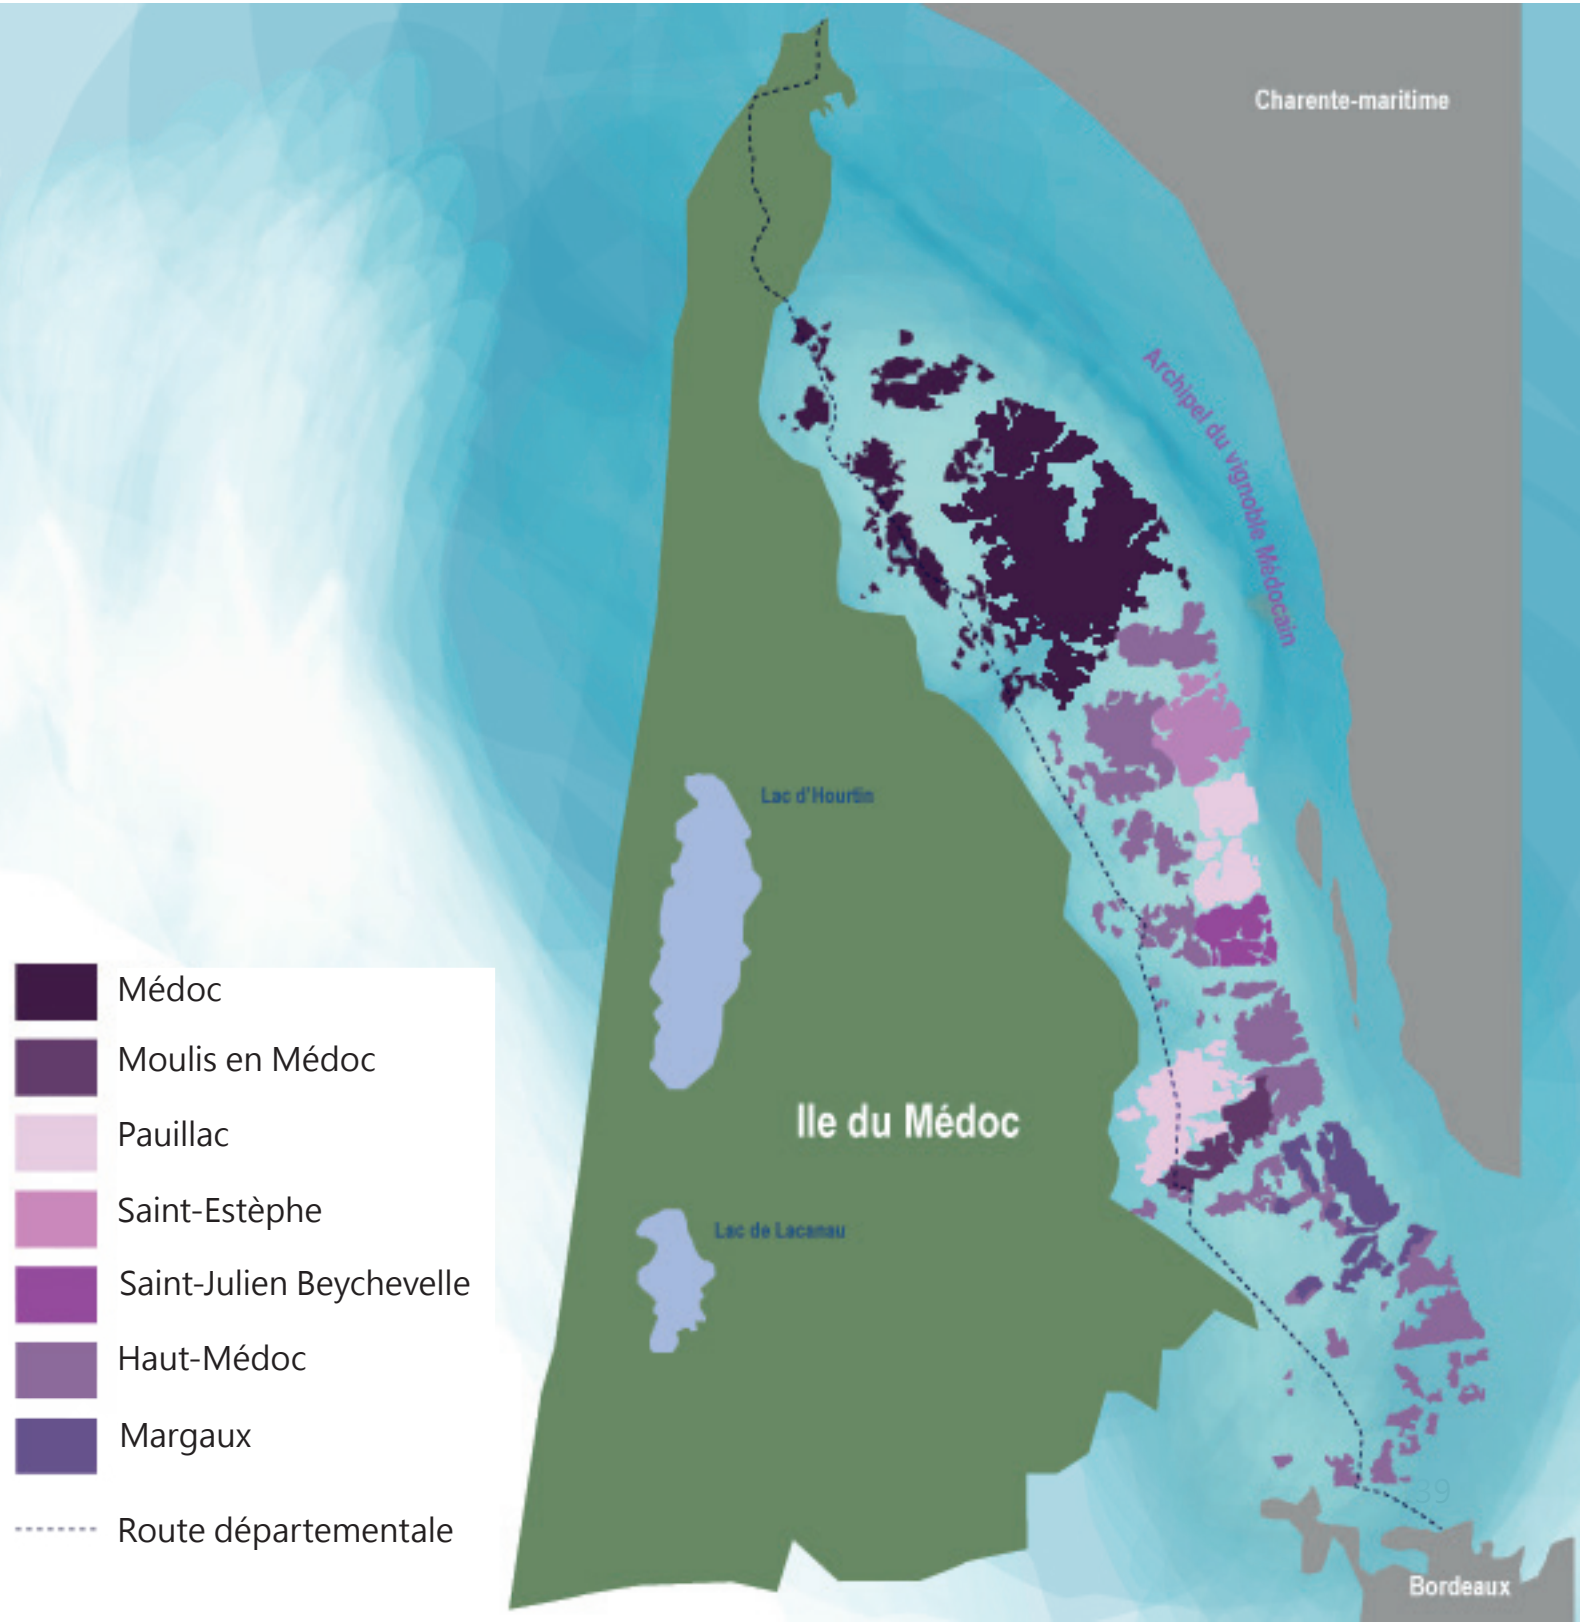 Charente-maritime
Archipel du vignoble Médocain
Lac d'Hourtin
Ile du Médoc
Lac de Lacanau
Médoc
Moulis en Médoc
Pauillac
Saint-Estèphe
Saint-Julien Beychevelle
Haut-Médoc
Margaux
Route départementale
39
Bordeaux